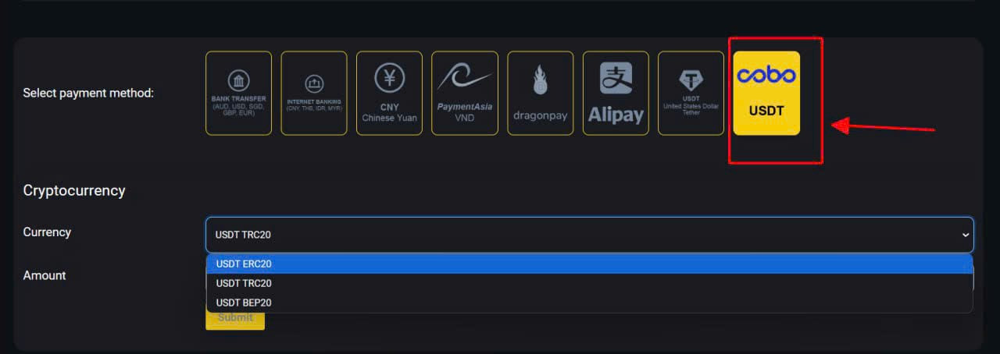 Select payment method:
BANK TRANSFER
(AUD, USD, SGD,
GBP, EUR)
INTERNET BANKING
(CNY, THB, IDR, MYR)
CNY
Chinese Yuan
PaymentAsia
VND
dragonpay
支
Alipay
USDT
United States Dollar
Tether
cobo
USDT
Cryptocurrency
Currency
USDT TRC20
USDT ERC20
Amount
USDT TRC20
USDT BEP20
Submit